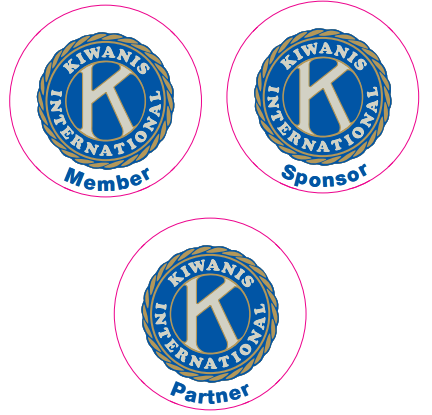 KIWANIS
K
INTERNATIONAL
Member
KIWANIS
K
INTERNATIONAL
Sponsor
KIWANIS
K
INTERNATIONAL
Partner